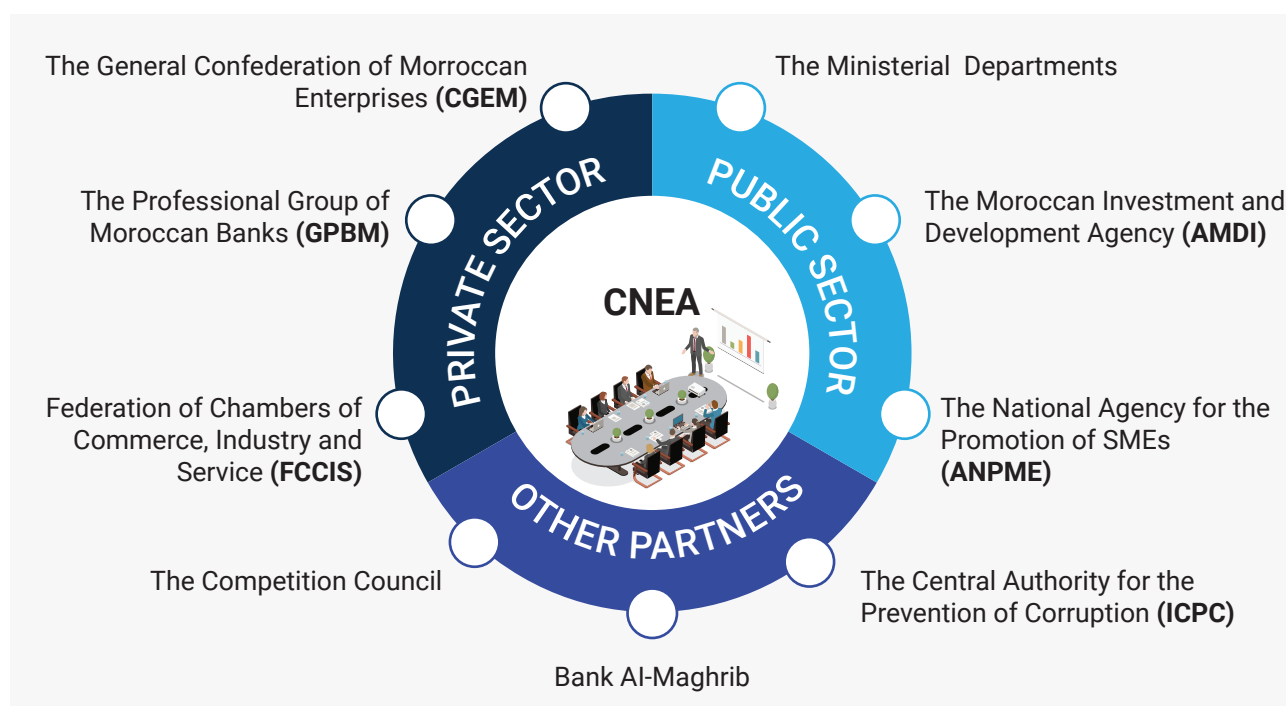 The General Confederation of Morroccan
Enterprises (CGEM)
The Ministerial Departments
The Professional Group of
Moroccan Banks (GPBM)
The Moroccan Investment and
Development Agency (AMDI)
PRIVATE SECTOR
PUBLIC SECTOR
CNEA
Federation of Chambers of
Commerce, Industry and
Service (FCCIS)
The National Agency for the
Promotion of SMEs
(ANPME)
OTHER PARTNERS
The Competition Council
The Central Authority for the
Prevention of Corruption (ICPC)
Bank Al-Maghrib